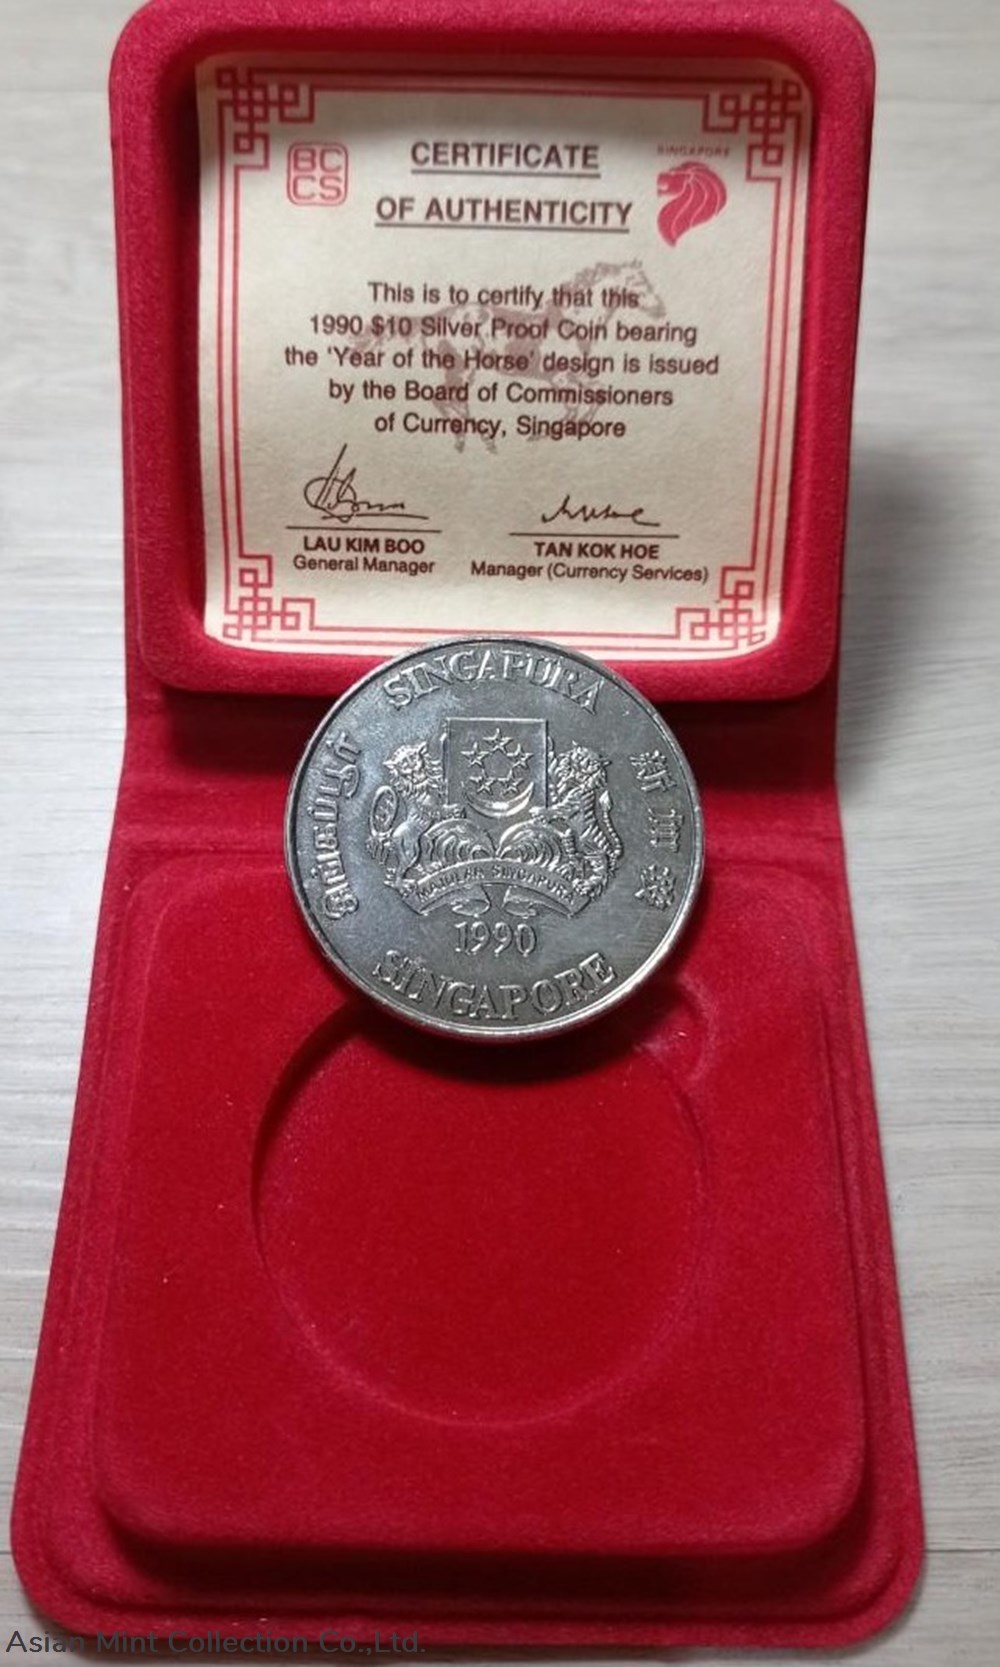 BC
CS
SINGAPORE
CERTIFICATE
OF AUTHENTICITY
This is to certify that this
1990 $10 Silver Proof Coin bearing
the 'Year of the Horse' design is issued
by the Board of Commissioners
of Currency, Singapore
LAU KIM BOO
General Manager
TAN KOK HOE
Manager (Currency Services)
SINGAPURA
சிங்கப்பூர்
新加坡
MAJULAH SINGAPURA
1990
SINGAPORE
Asian Mint Collection Co.,Ltd.